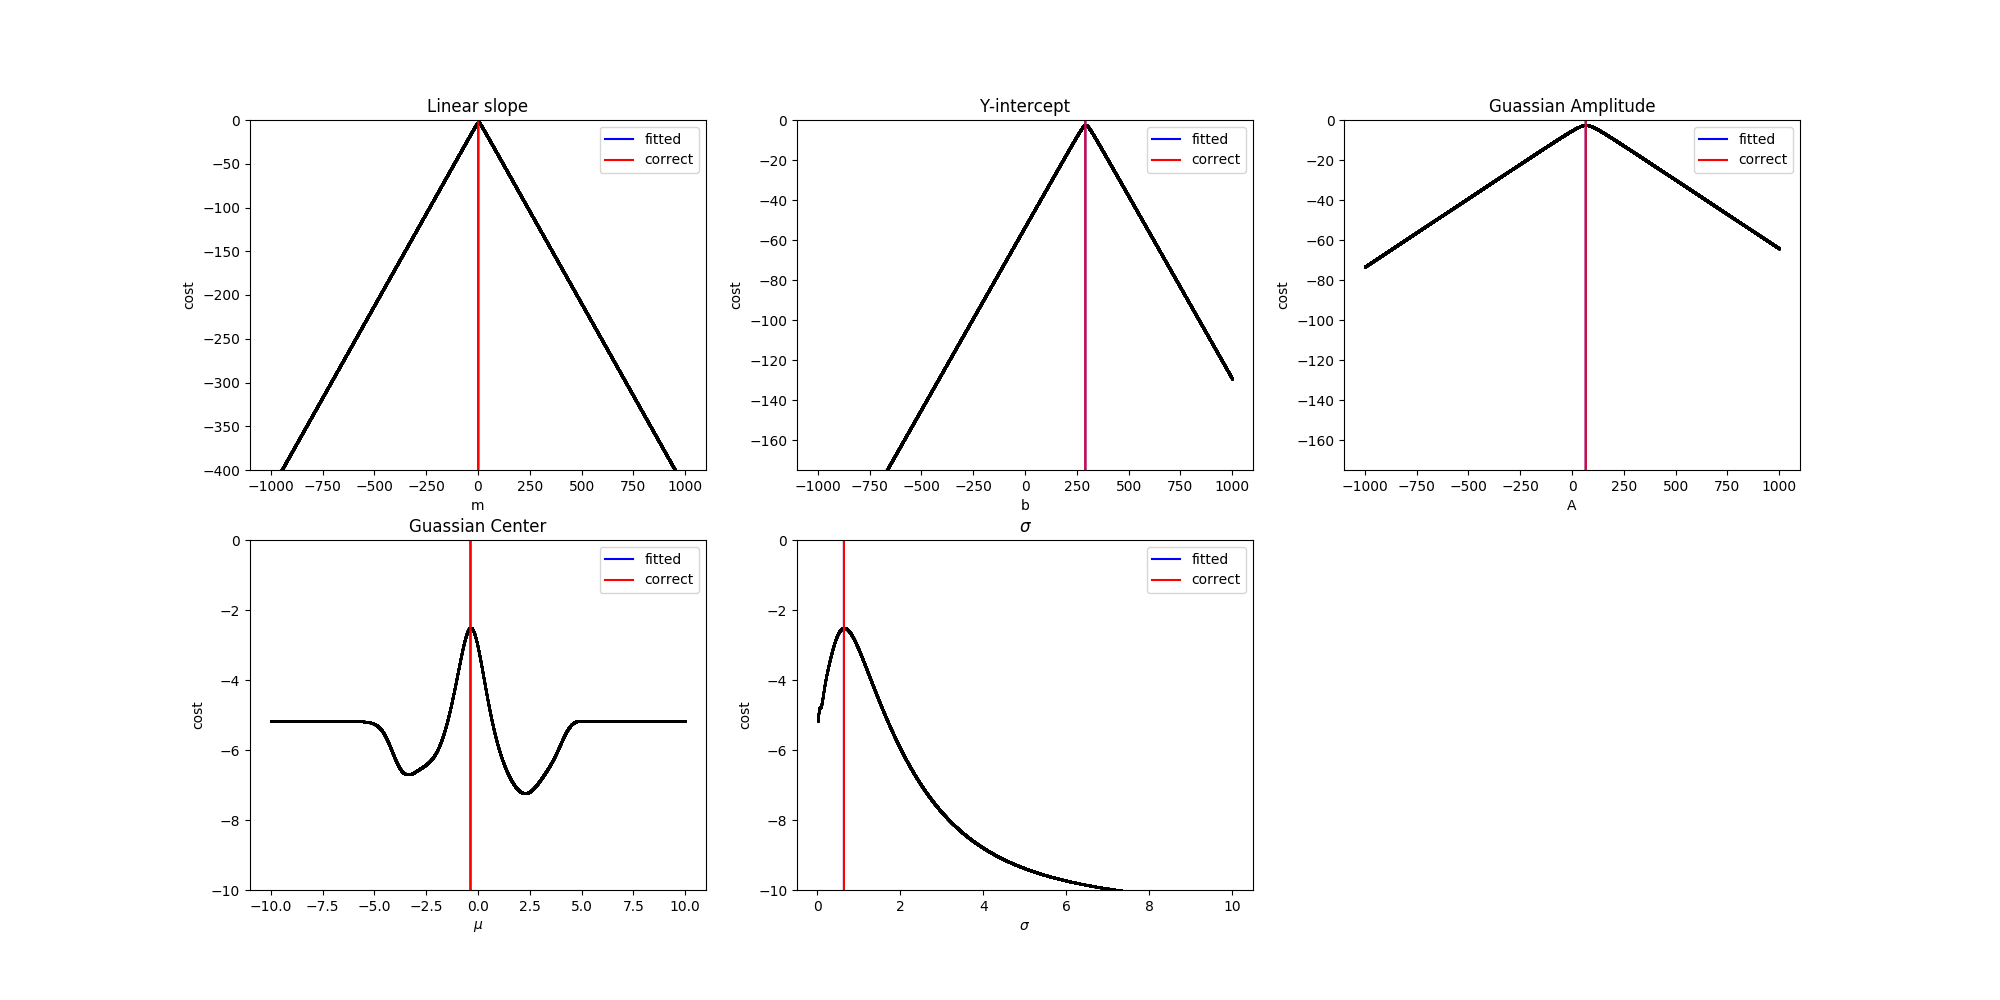 Linear slope
0
−50
−100
−150
−200
−250
−300
−350
−400
cost
fitted
correct
−1000 −750 −500 −250 0 250 500 750 1000
m
Y-intercept
0
−20
−40
−60
−80
−100
−120
−140
−160
cost
fitted
correct
−1000 −750 −500 −250 0 250 500 750 1000
b
Guassian Amplitude
0
−20
−40
−60
−80
−100
−120
−140
−160
cost
fitted
correct
−1000 −750 −500 −250 0 250 500 750 1000
A
Guassian Center
0
−2
−4
−6
−8
−10
cost
fitted
correct
−10.0 −7.5 −5.0 −2.5 0.0 2.5 5.0 7.5 10.0
μ
σ
0
−2
−4
−6
−8
−10
cost
fitted
correct
0 2 4 6 8 10
σ